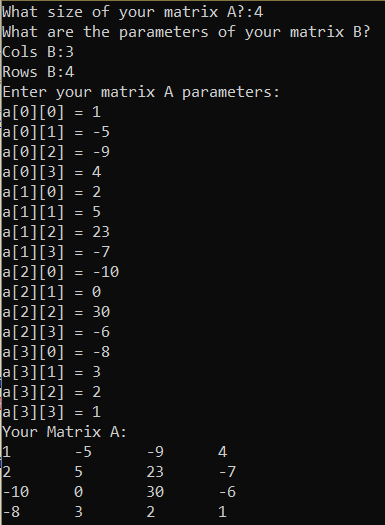 What size of your matrix A?:4
What are the parameters of your matrix B?
Cols B:3
Rows B:4
Enter your matrix A parameters:
a[0][0] = 1
a[0][1] = -5
a[0][2] = -9
a[0][3] = 4
a[1][0] = 2
a[1][1] = 5
a[1][2] = 23
a[1][3] = -7
a[2][0] = -10
a[2][1] = 0
a[2][2] = 30
a[2][3] = -6
a[3][0] = -8
a[3][1] = 3
a[3][2] = 2
a[3][3] = 1
Your Matrix A:
1 -5 -9 4
2 5 23 -7
-10 0 30 -6
-8 3 2 1